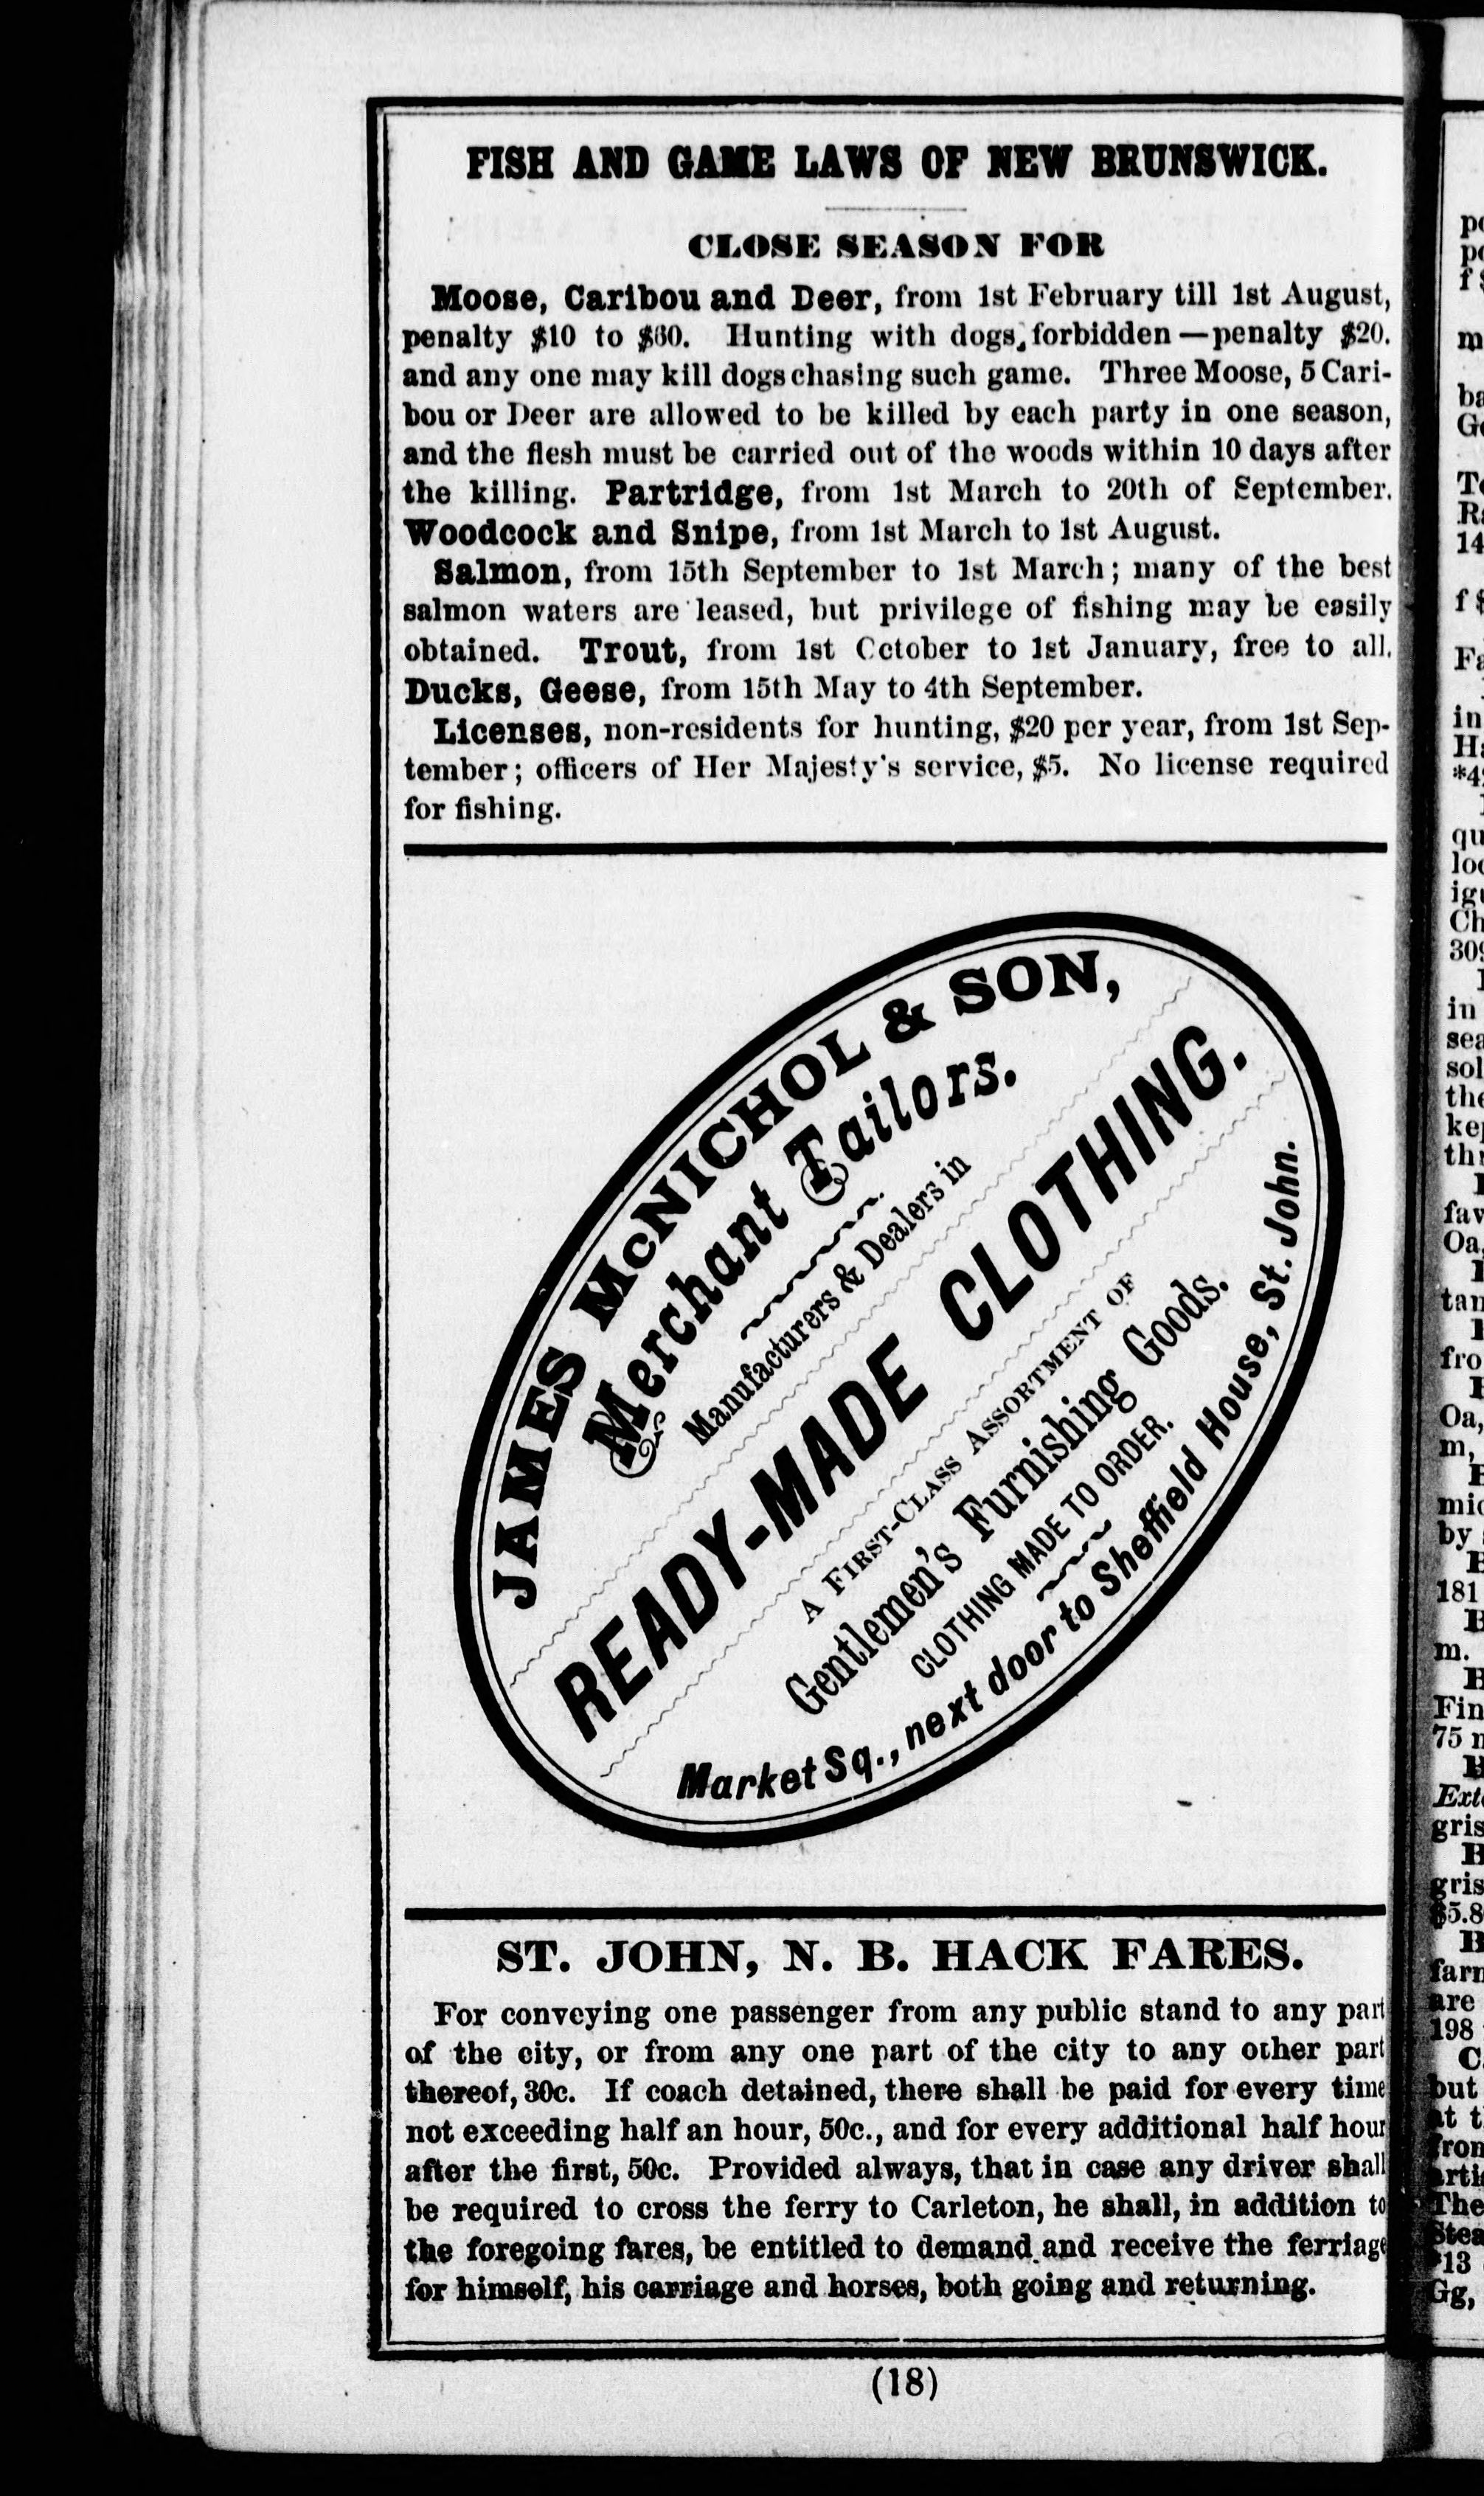 FISH AND GAME LAWS OF NEW BRUNSWICK.
CLOSE SEASON FOR
Moose, Caribou and Deer, from 1st February till 1st August,
penalty $10 to $60. Hunting with dogs, forbidden—penalty $20.
and any one may kill dogs chasing such game. Three Moose, 5 Cari-
bou or Deer are allowed to be killed by each party in one season,
and the flesh must be carried out of the woods within 10 days after
the killing. Partridge, from 1st March to 20th of September.
Woodcock and Snipe, from 1st March to 1st August.
Salmon, from 15th September to 1st March; many of the best
salmon waters are leased, but privilege of fishing may be easily
obtained. Trout, from 1st October to 1st January, free to all.
Ducks, Geese, from 15th May to 4th September.
Licenses, non-residents for hunting, $20 per year, from 1st Sep-
tember; officers of Her Majesty's service, $5. No license required
for fishing.
JAMES McNICHOL & SON,
Merchant Tailors.
Manufacturers & Dealers in
READY-MADE CLOTHING.
A FIRST-CLASS ASSORTMENT OF
Gentlemen's Furnishing Goods.
CLOTHING MADE TO ORDER.
Market Sq., next door to Sheffield House, St. John.
ST. JOHN, N. B. HACK FARES.
For conveying one passenger from any public stand to any part
of the city, or from any one part of the city to any other part
thereof, 30c. If coach detained, there shall be paid for every time
not exceeding half an hour, 50c., and for every additional half hour
after the first, 50c. Provided always, that in case any driver shall
be required to cross the ferry to Carleton, he shall, in addition to
the foregoing fares, be entitled to demand and receive the ferriage
for himself, his carriage and horses, both going and returning.
(18)